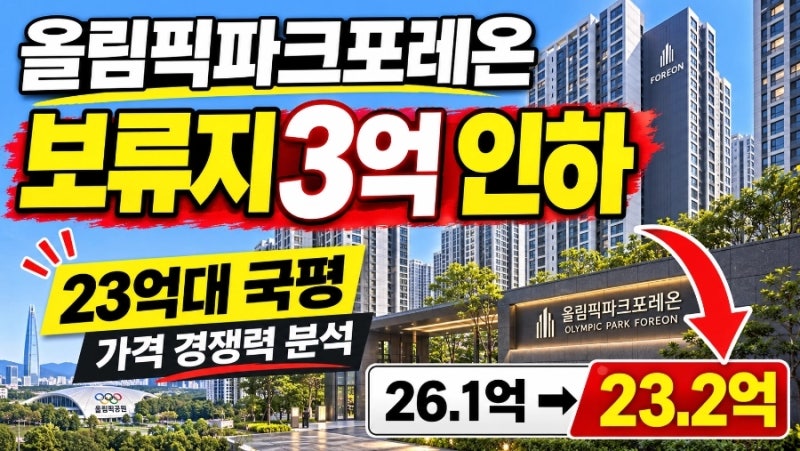 올림픽파크포레온
보류지 3억 인하
FOREON
23억대 국평
가격 경쟁력 분석
올림픽파크포레온
OLYMPIC PARK FOREON
올림픽공원
26.1억 → 23.2억